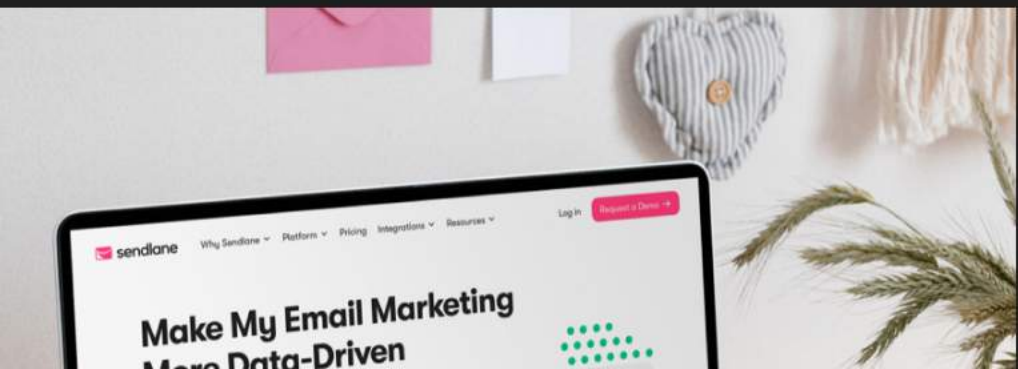 sendlane
Why Sendlane
Platform
Pricing
Integrations
Resources
Log in
Request a Demo →
Make My Email Marketing
More Data-Driven